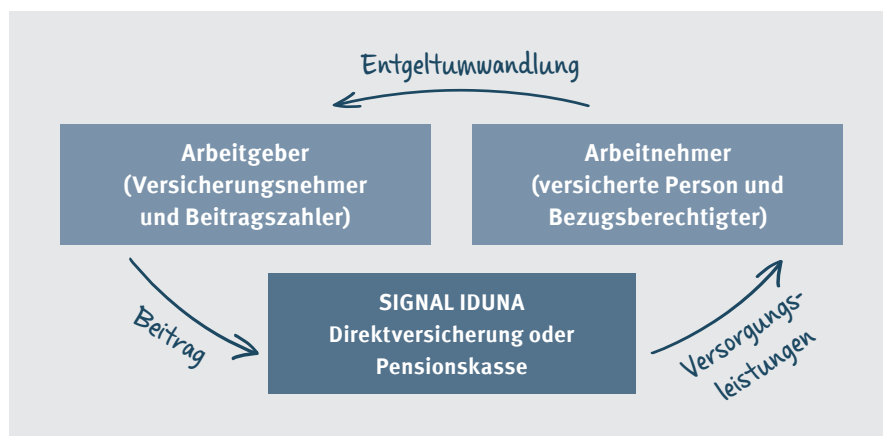 Entgeltumwandlung
Arbeitgeber
(Versicherungsnehmer
und Beitragszahler)
Arbeitnehmer
(versicherte Person und
Bezugsberechtigter)
Beitrag
SIGNAL IDUNA
Direktversicherung oder
Pensionskasse
Versorgungs-
leistungen